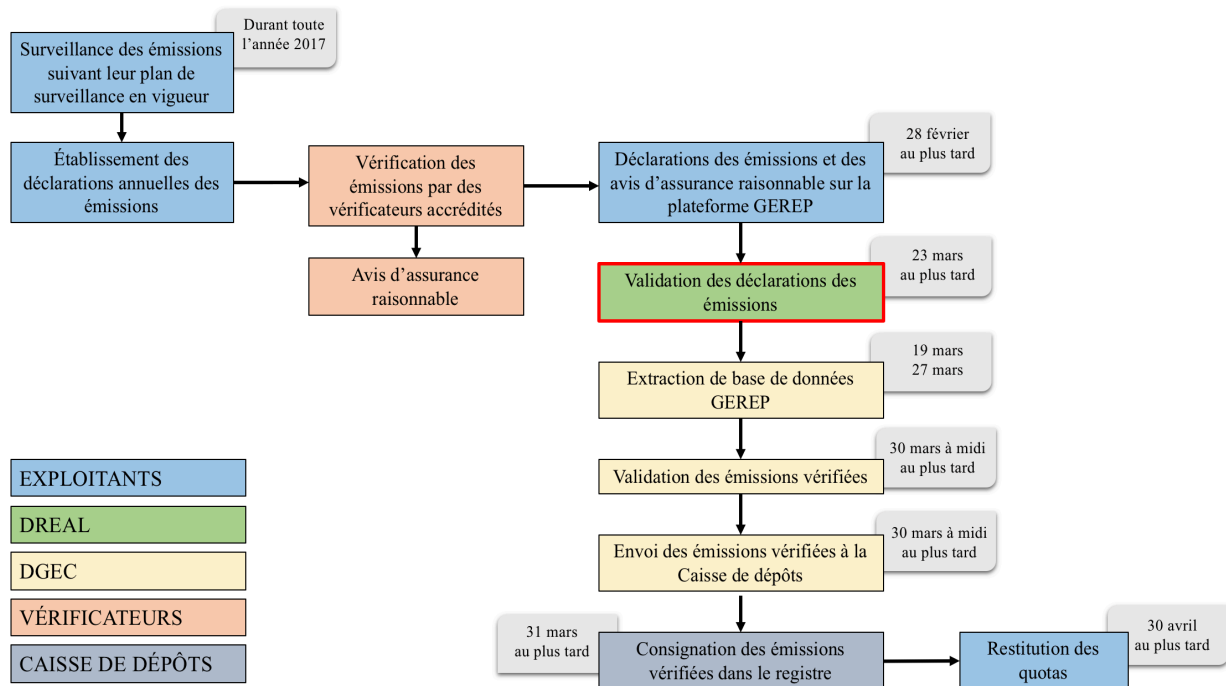 Durant toute
l'année 2017
Surveillance des émissions
suivant leur plan de
surveillance en vigueur
Établissement des
déclarations annuelles des
émissions
Vérification des
émissions par des
vérificateurs accrédités
Avis d'assurance
raisonnable
28 février
au plus tard
Déclarations des émissions et des
avis d'assurance raisonnable sur la
plateforme GEREP
23 mars
au plus tard
Validation des déclarations des
émissions
19 mars
27 mars
Extraction de base de données
GEREP
30 mars à midi
au plus tard
Validation des émissions vérifiées
30 mars à midi
au plus tard
Envoi des émissions vérifiées à la
Caisse de dépôts
31 mars
au plus tard
Consignation des émissions
vérifiées dans le registre
30 avril
au plus tard
Restitution des
quotas
EXPLOITANTS
DREAL
DGEC
VÉRIFICATEURS
CAISSE DE DÉPÔTS